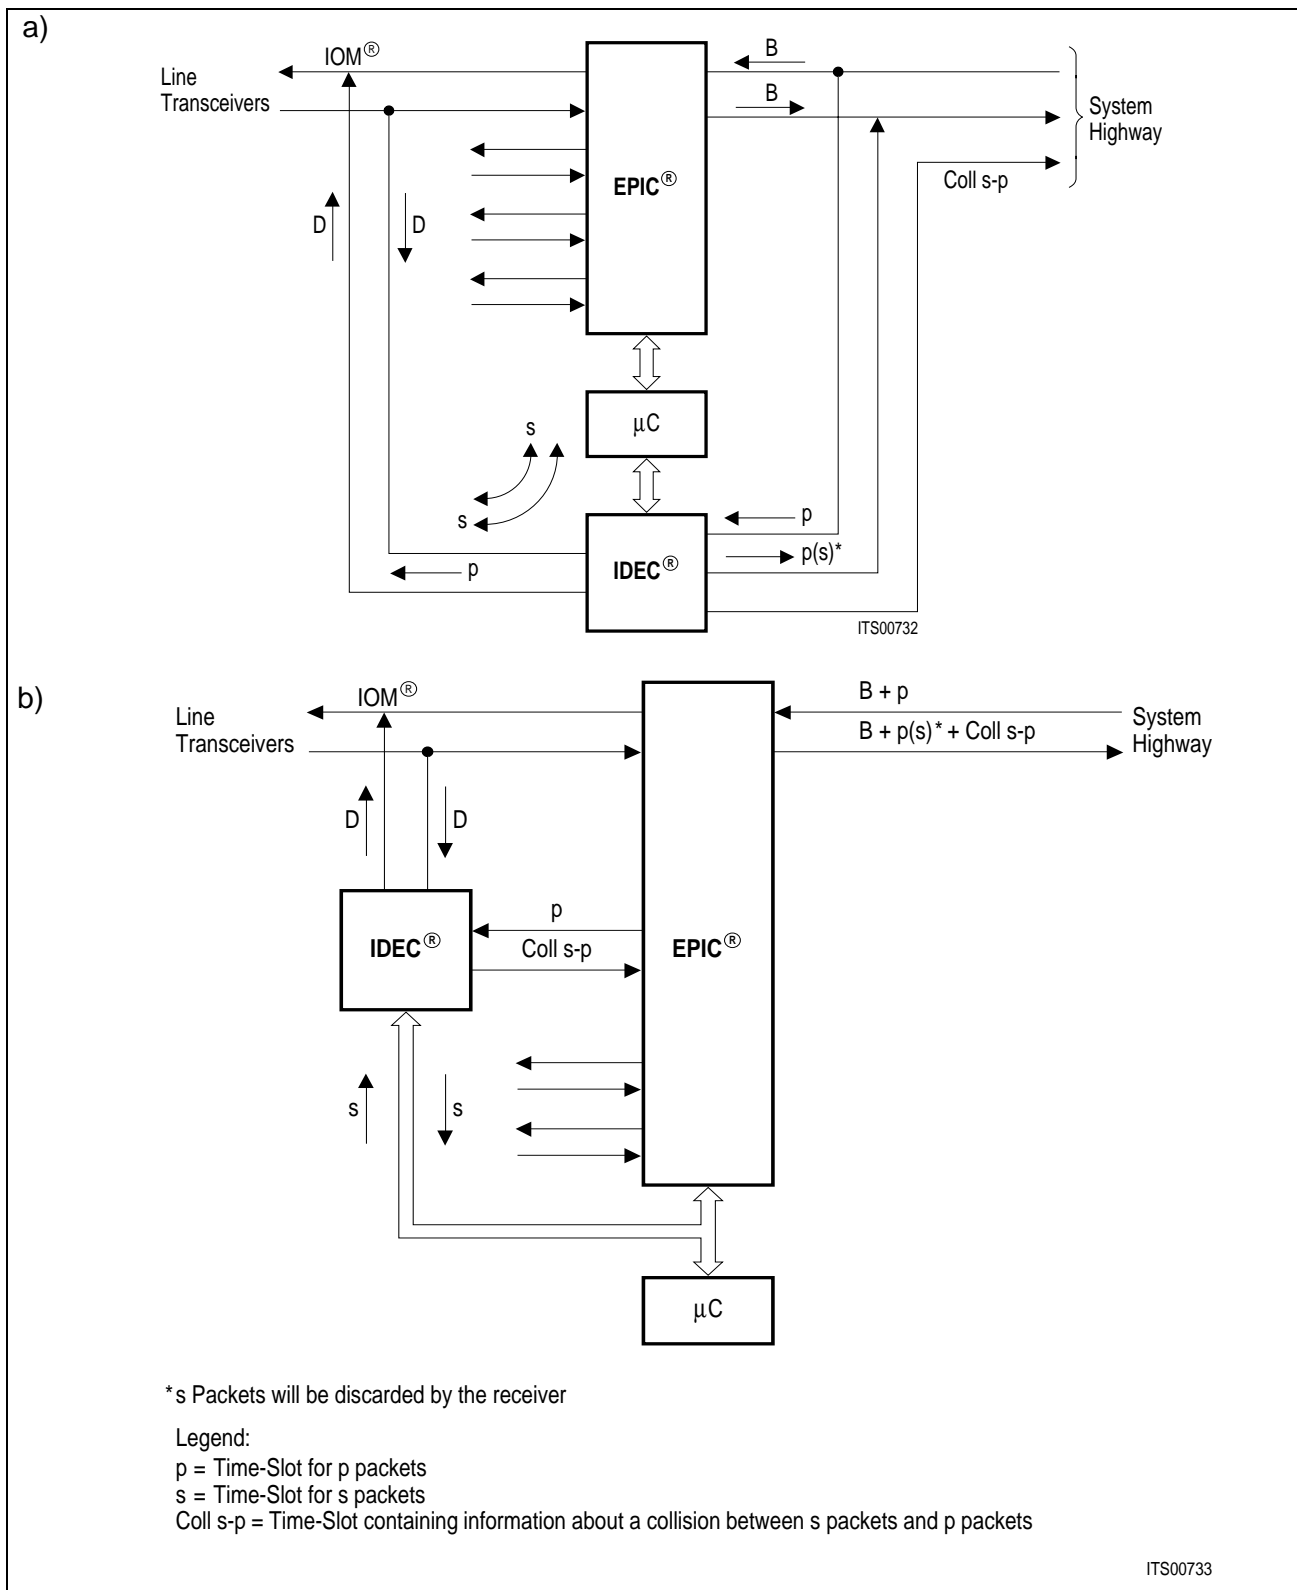 a)
IOM®
Line
Transceivers
B
B
System
Highway
Coll s-p
EPIC®
D
D
μC
s
s
p
p
p(s)*
IDEC®
ITS00732
b)
IOM®
Line
Transceivers
B + p
B + p(s)* + Coll s-p
System
Highway
D
D
p
IDEC®
Coll s-p
EPIC®
s
s
μC
* s Packets will be discarded by the receiver
Legend:
p = Time-Slot for p packets
s = Time-Slot for s packets
Coll s-p = Time-Slot containing information about a collision between s packets and p packets
ITS00733